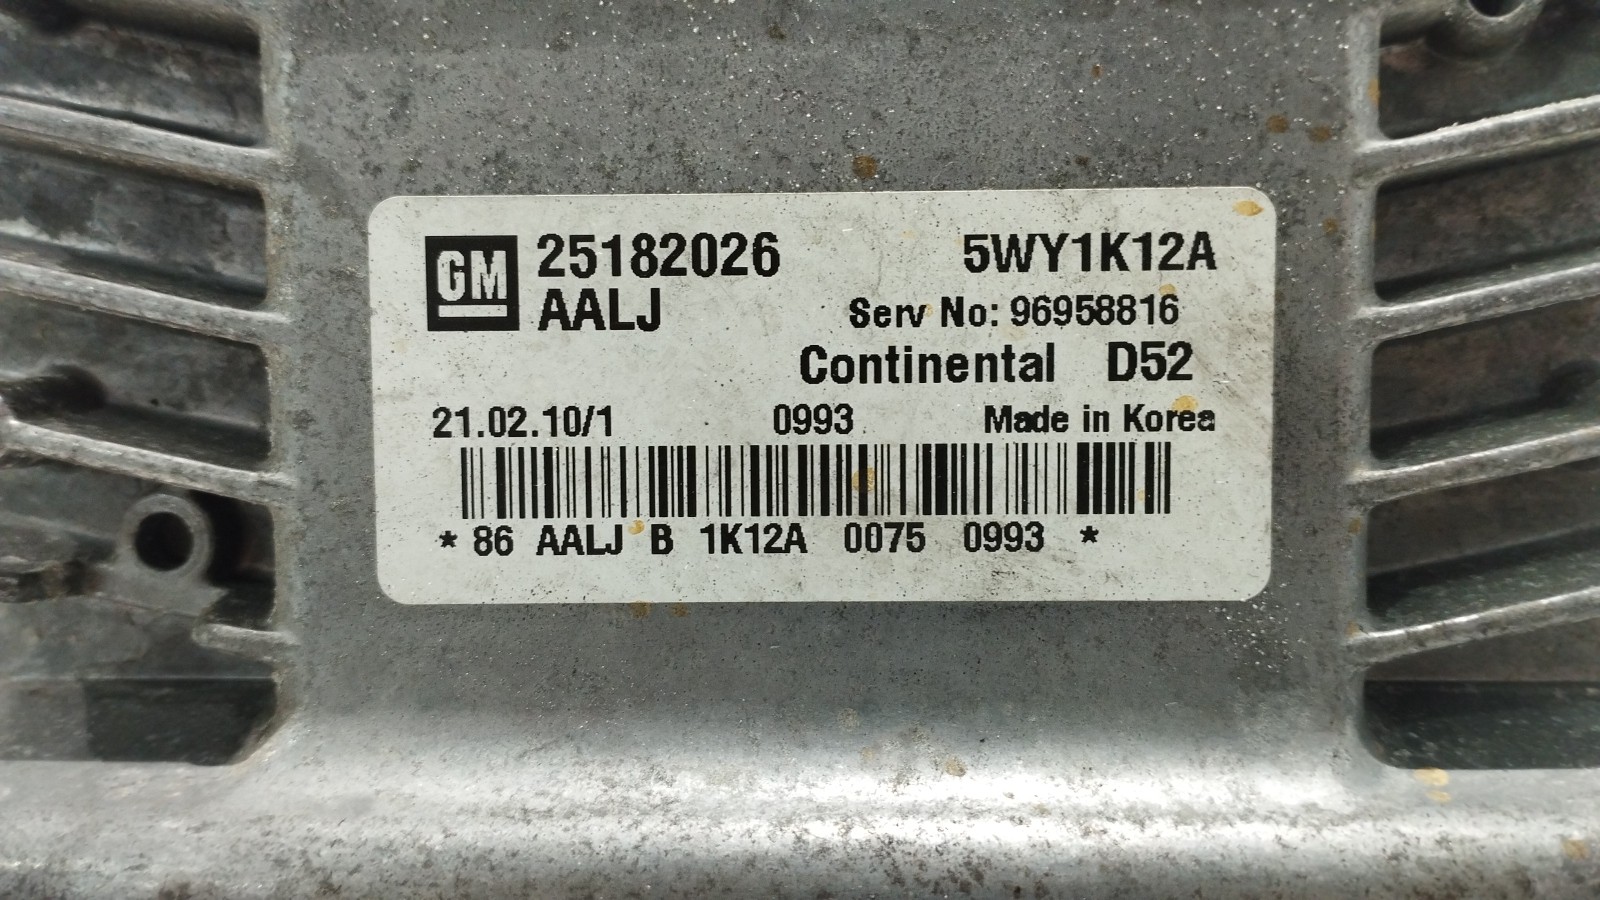 GM 25182026 5WY1K12A
AALJ Serv No: 96958816
Continental D52
21.02.10/1 0993 Made in Korea
* 86 AALJ B 1K12A 0075 0993 *